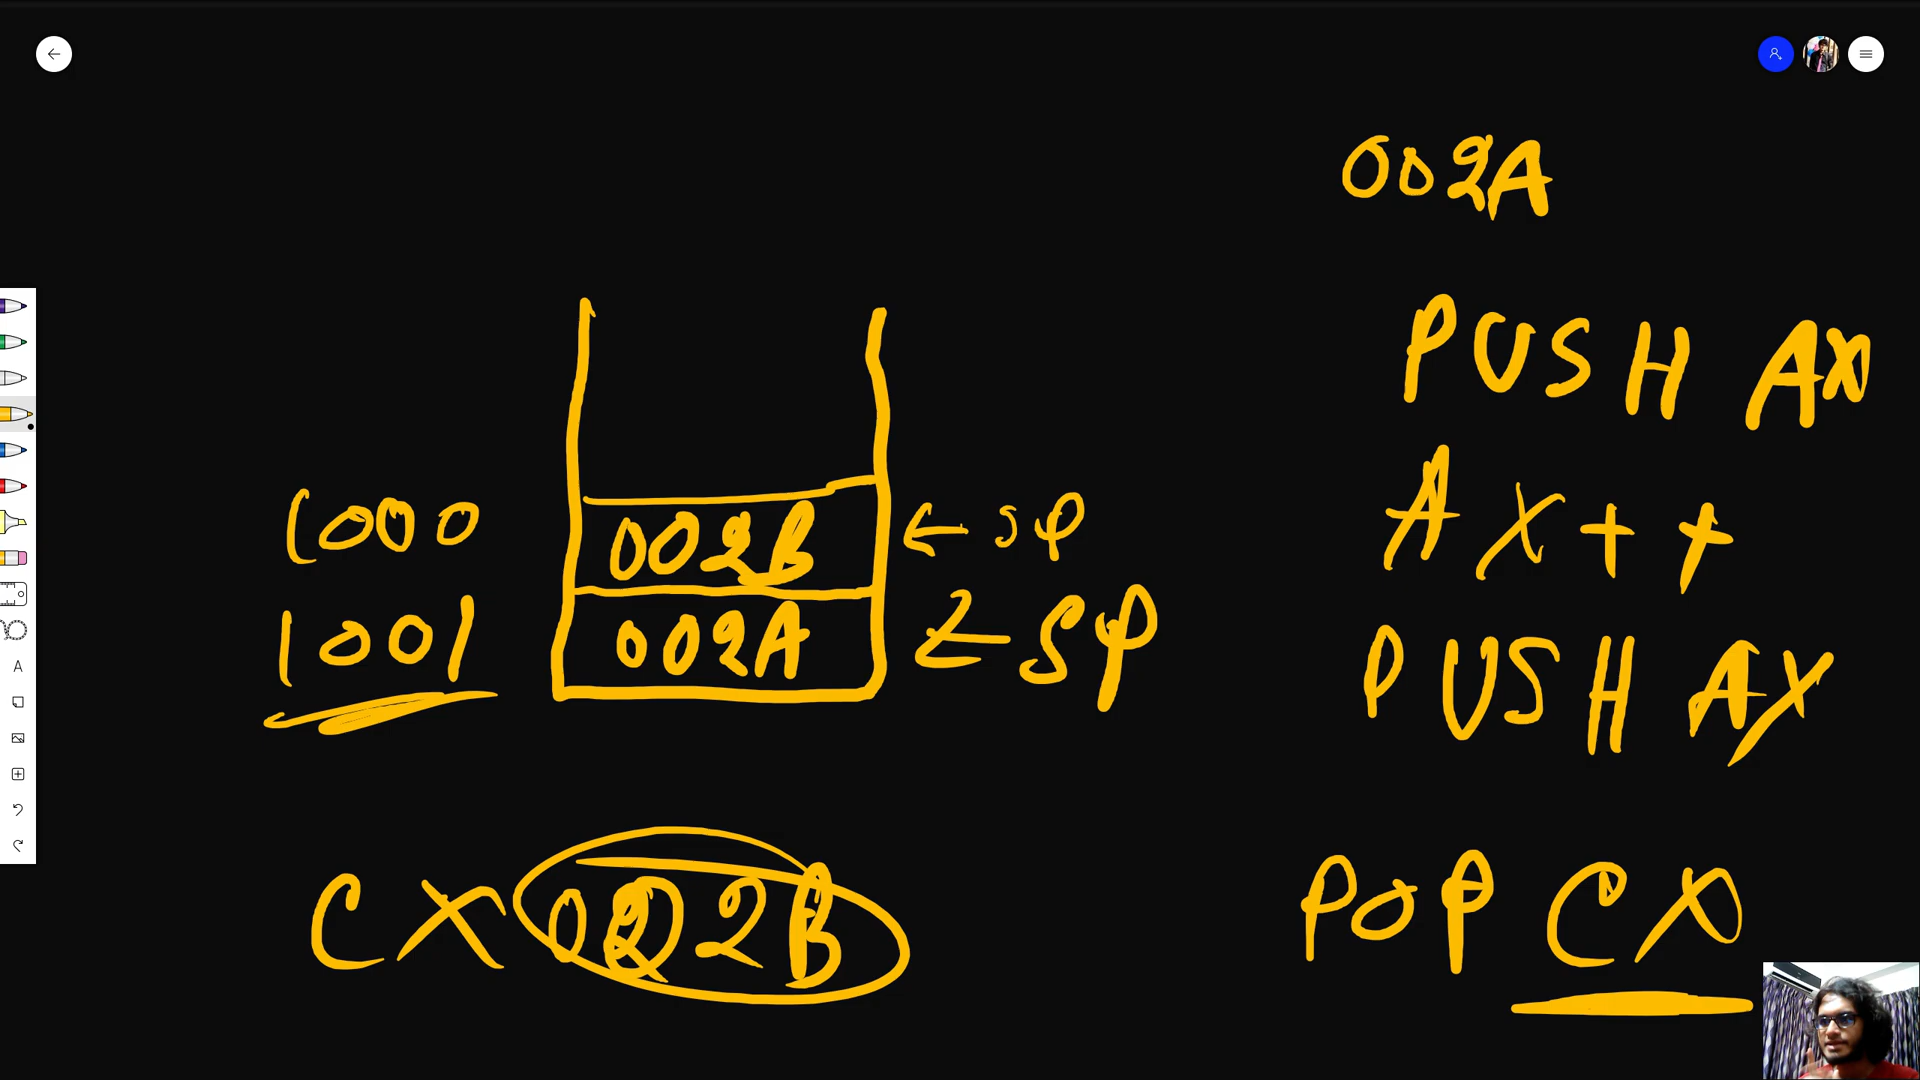 002A
PUSH AX
AX++
PUSH AX
1000 002B ← SP
1001 002A ← SP
CX 002B
POP CX
A